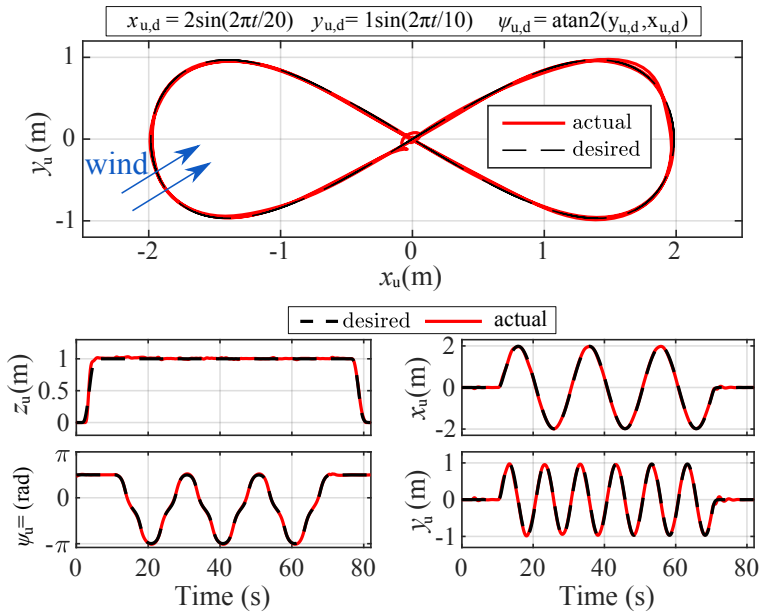 x_u,d = 2sin(2πt/20) y_u,d = 1sin(2πt/10) ψ_u,d = atan2(y_u,d,x_u,d)
1
0
-1
y_u(m)
wind
actual
desired
-2 -1 0 1 2
x_u(m)
desired actual
1
0.5
0
z_u(m)
2
0
-2
x_u(m)
π
0
-π
ψ_u= (rad)
0 20 40 60 80
Time (s)
1
0
-1
y_u (m)
0 20 40 60 80
Time (s)